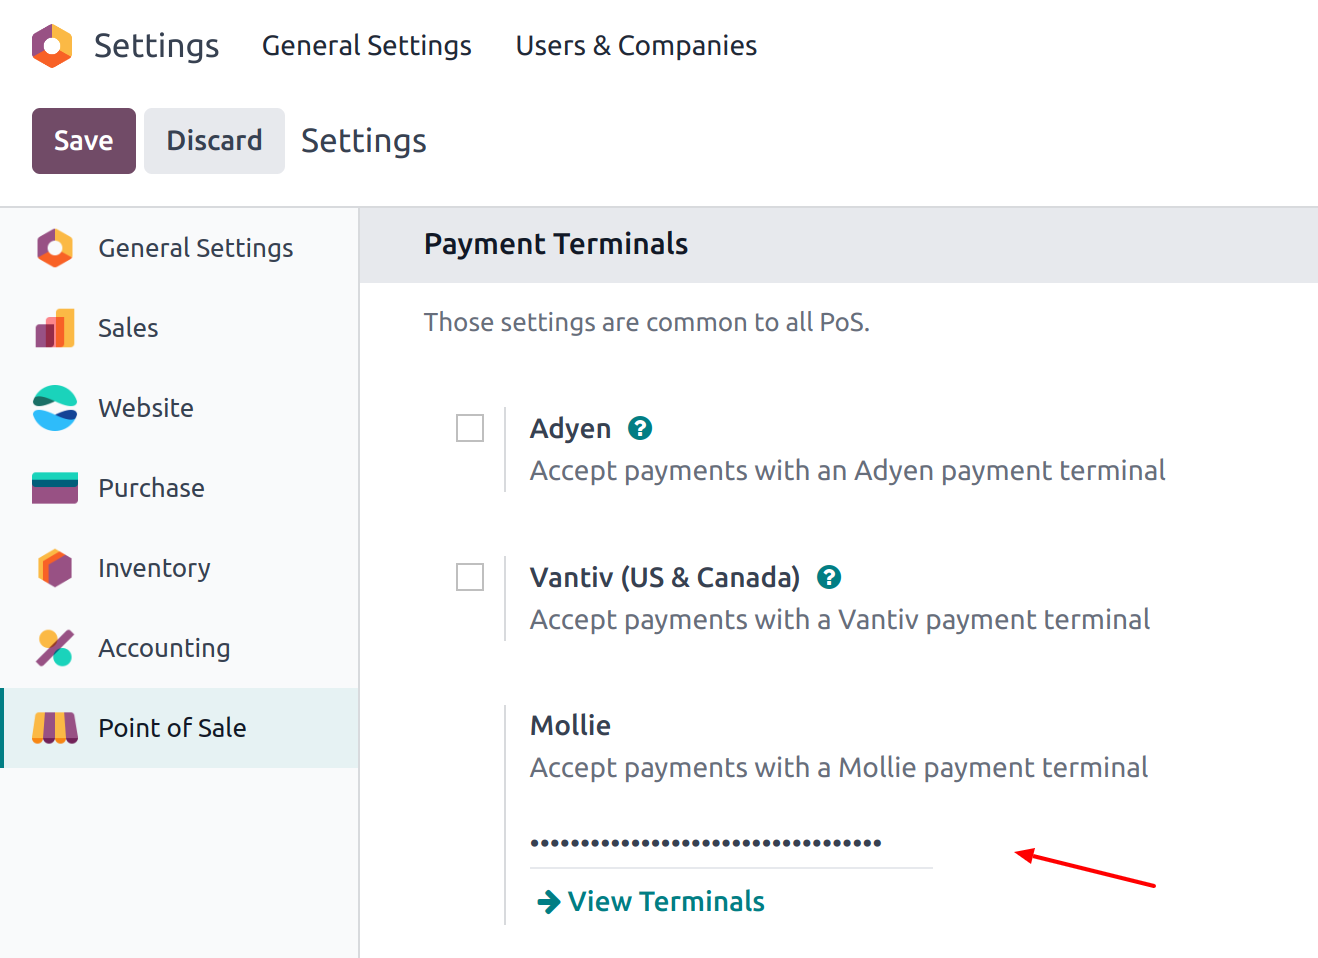 Settings General Settings Users & Companies
Save Discard Settings
General Settings
Sales
Website
Purchase
Inventory
Accounting
Point of Sale
Payment Terminals
Those settings are common to all PoS.
Adyen ?
Accept payments with an Adyen payment terminal
Vantiv (US & Canada) ?
Accept payments with a Vantiv payment terminal
Mollie
Accept payments with a Mollie payment terminal
•••••••••••••••••••••••••••••••••••
View Terminals